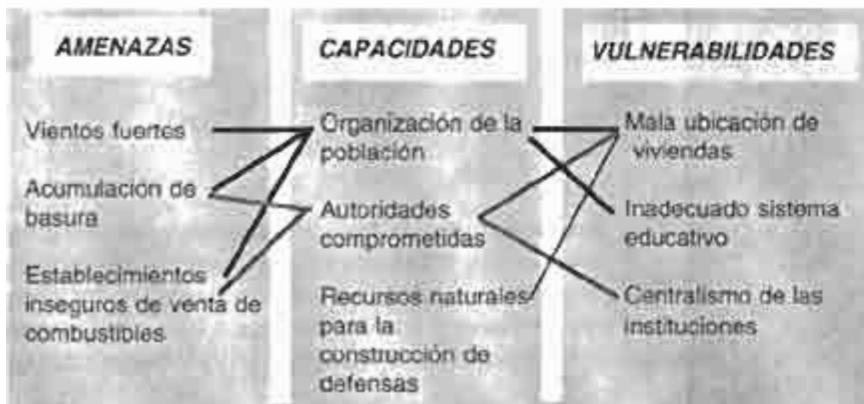 AMENAZAS
Vientos fuertes
Acumulación de
basura
Establecimientos
inseguros de venta de
combustibles
CAPACIDADES
Organización de la
población
Autoridades
comprometidas
Recursos naturales
para la
construcción de
defensas
VULNERABILIDADES
Mala ubicación de
viviendas
Inadecuado sistema
educativo
Centralismo de las
instituciones